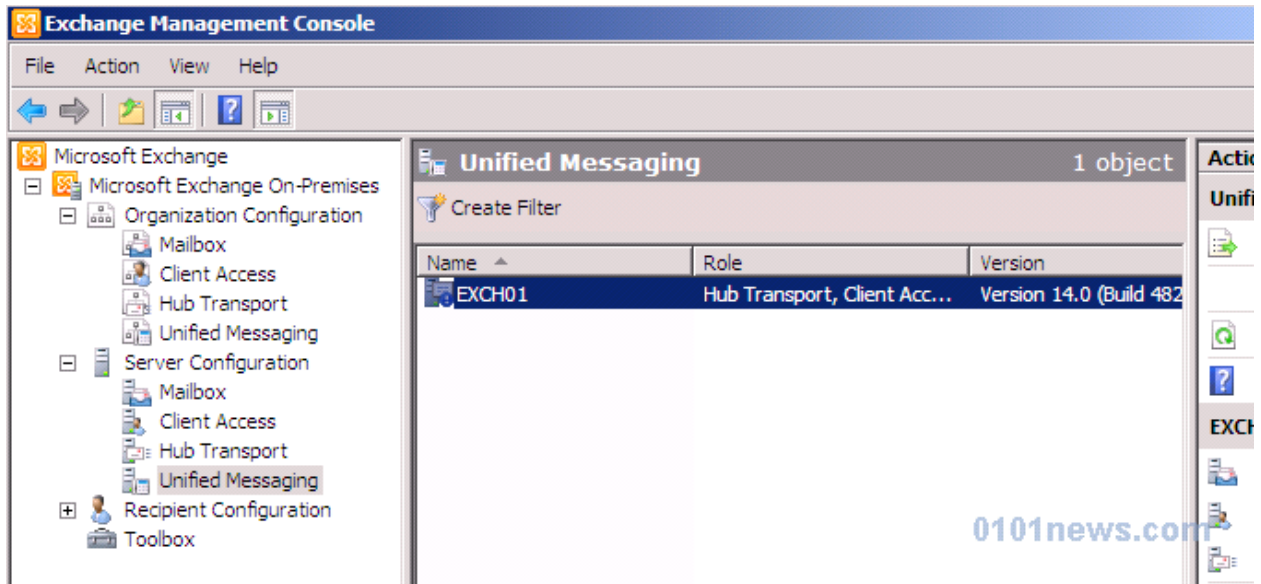 Exchange Management Console
File Action View Help
Microsoft Exchange
Microsoft Exchange On-Premises
Organization Configuration
Mailbox
Client Access
Hub Transport
Unified Messaging
Server Configuration
Mailbox
Client Access
Hub Transport
Unified Messaging
Recipient Configuration
Toolbox
Unified Messaging 1 object
Create Filter
Name Role Version
EXCH01 Hub Transport, Client Acc... Version 14.0 (Build 482
Actio
Unifi
EXCH
0101news.com